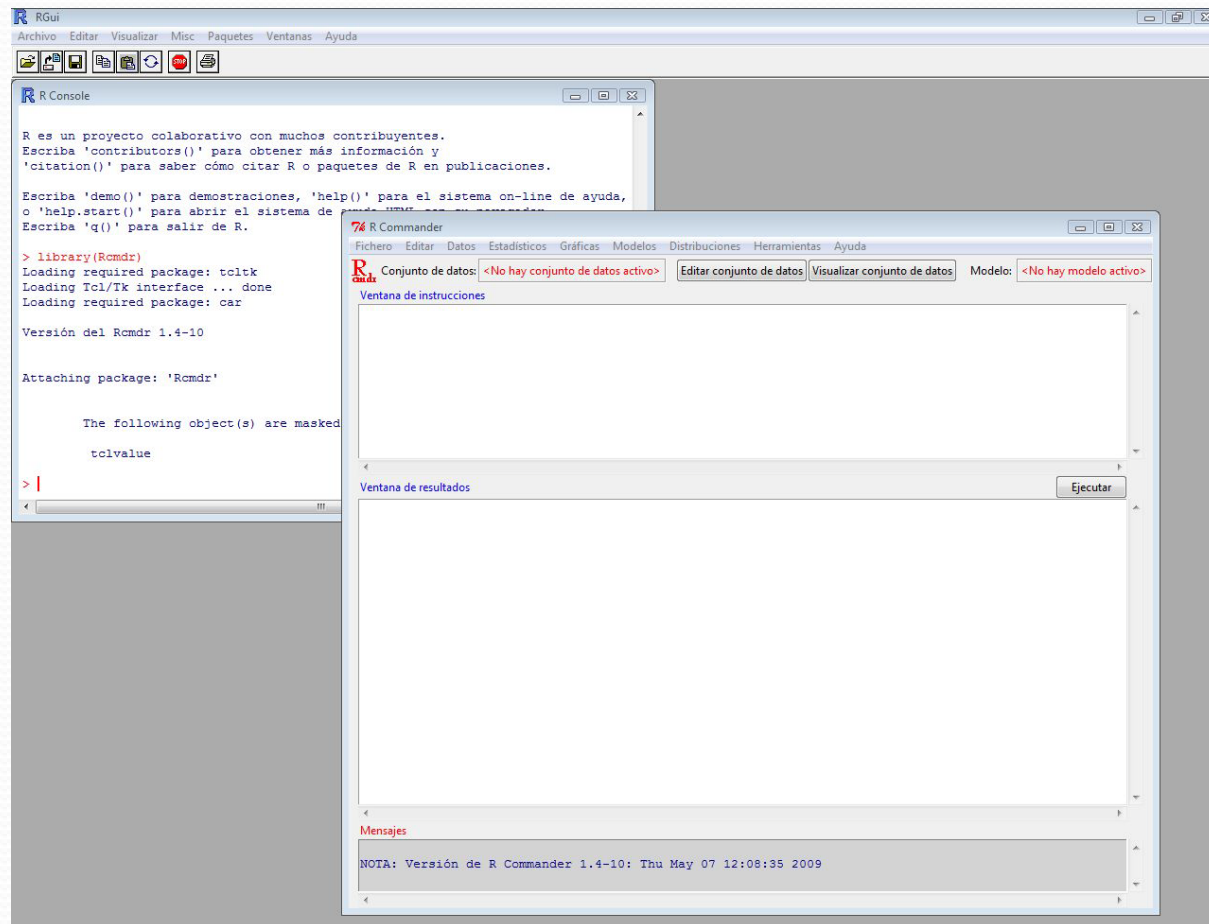 RGui
Archivo Editar Visualizar Misc Paquetes Ventanas Ayuda
STOP
R Console
R es un proyecto colaborativo con muchos contribuyentes.
Escriba 'contributors()' para obtener más información y
'citation()' para saber cómo citar R o paquetes de R en publicaciones.
Escriba 'demo()' para demostraciones, 'help()' para el sistema on-line de ayuda,
o 'help.start()' para abrir el sistema de
Escriba 'q()' para salir de R.
> library(Rcmdr)
Loading required package: tcltk
Loading Tcl/Tk interface ... done
Loading required package: car
Versión del Rcmdr 1.4-10
Attaching package: 'Rcmdr'
The following object(s) are masked
tclvalue
>
R Commander
Fichero Editar Datos Estadísticos Gráficas Modelos Distribuciones Herramientas Ayuda
R cmdr Conjunto de datos: <No hay conjunto de datos activo> Editar conjunto de datos Visualizar conjunto de datos Modelo: <No hay modelo activo>
Ventana de instrucciones
Ventana de resultados Ejecutar
Mensajes
NOTA: Versión de R Commander 1.4-10: Thu May 07 12:08:35 2009